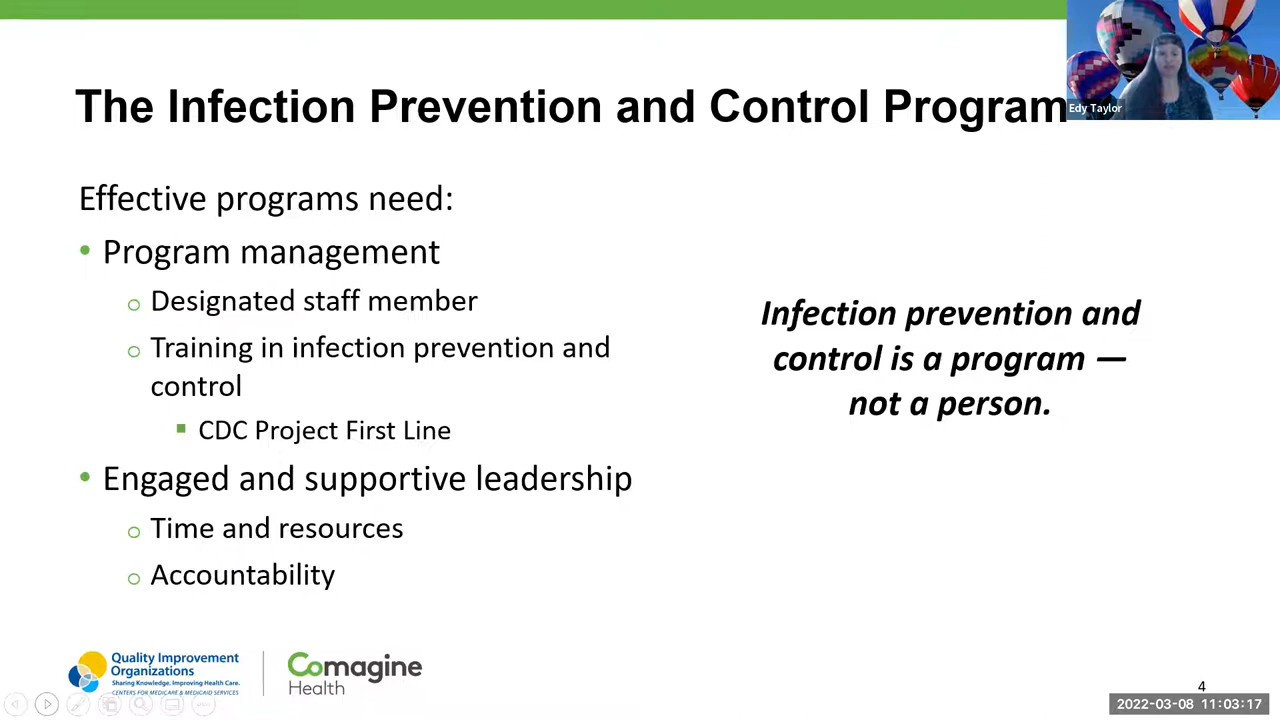 The Infection Prevention and Control Program
Edy Taylor
Effective programs need:
• Program management
o Designated staff member
o Training in infection prevention and
control
▪ CDC Project First Line
• Engaged and supportive leadership
o Time and resources
o Accountability
Infection prevention and
control is a program —
not a person.
Quality Improvement
Organizations
Sharing Knowledge. Improving Health Care.
CENTERS FOR MEDICARE & MEDICAID SERVICES
Comagine
Health
4
2022-03-08 11:03:17